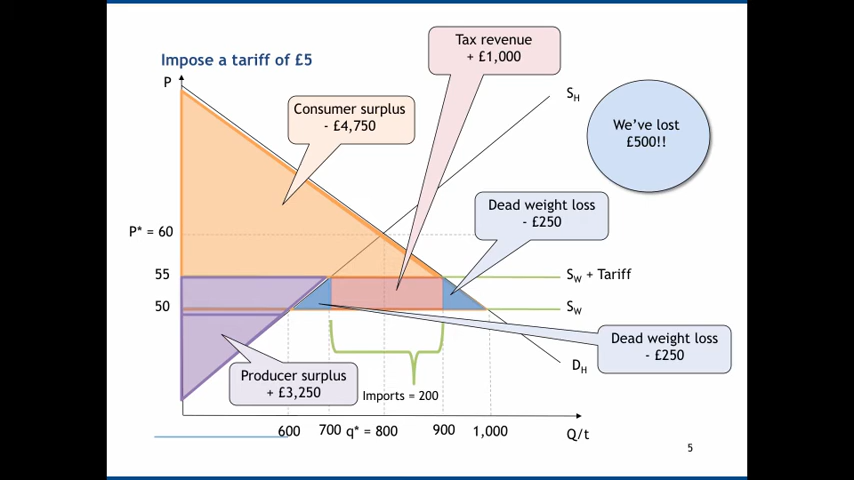 Impose a tariff of £5
P
Tax revenue
+ £1,000
Consumer surplus
- £4,750
S_H
We've lost
£500!!
Dead weight loss
- £250
P* = 60
55
S_W + Tariff
50
S_W
Dead weight loss
- £250
D_H
Producer surplus
+ £3,250
Imports = 200
600 700 q* = 800 900 1,000 Q/t
5